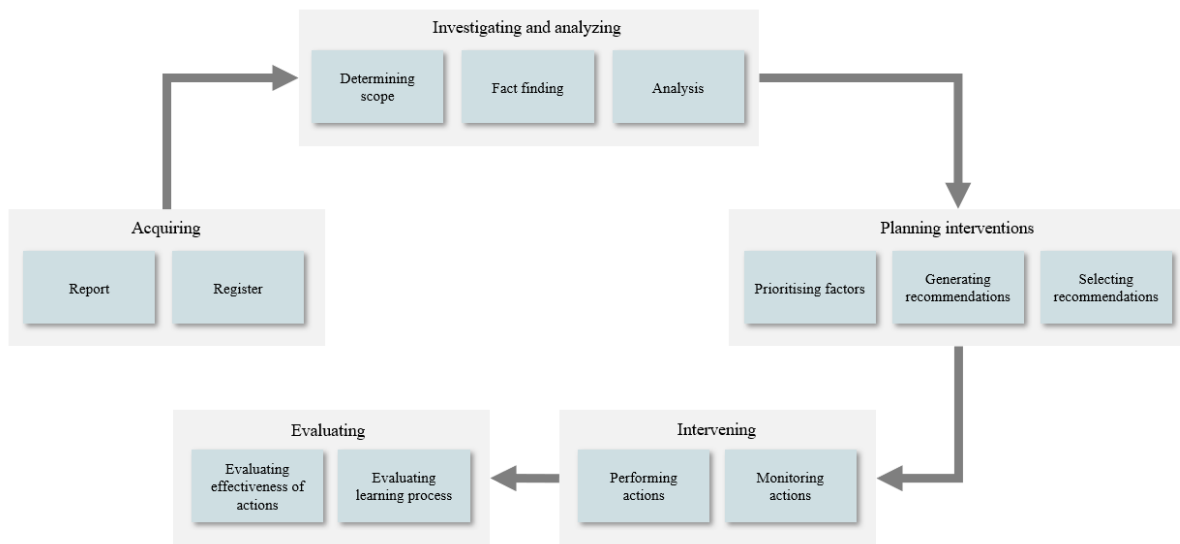 Investigating and analyzing
Determining
scope
Fact finding
Analysis
Acquiring
Report
Register
Planning interventions
Prioritising factors
Generating
recommendations
Selecting
recommendations
Evaluating
Evaluating
effectiveness of
actions
Evaluating
learning process
Intervening
Performing
actions
Monitoring
actions